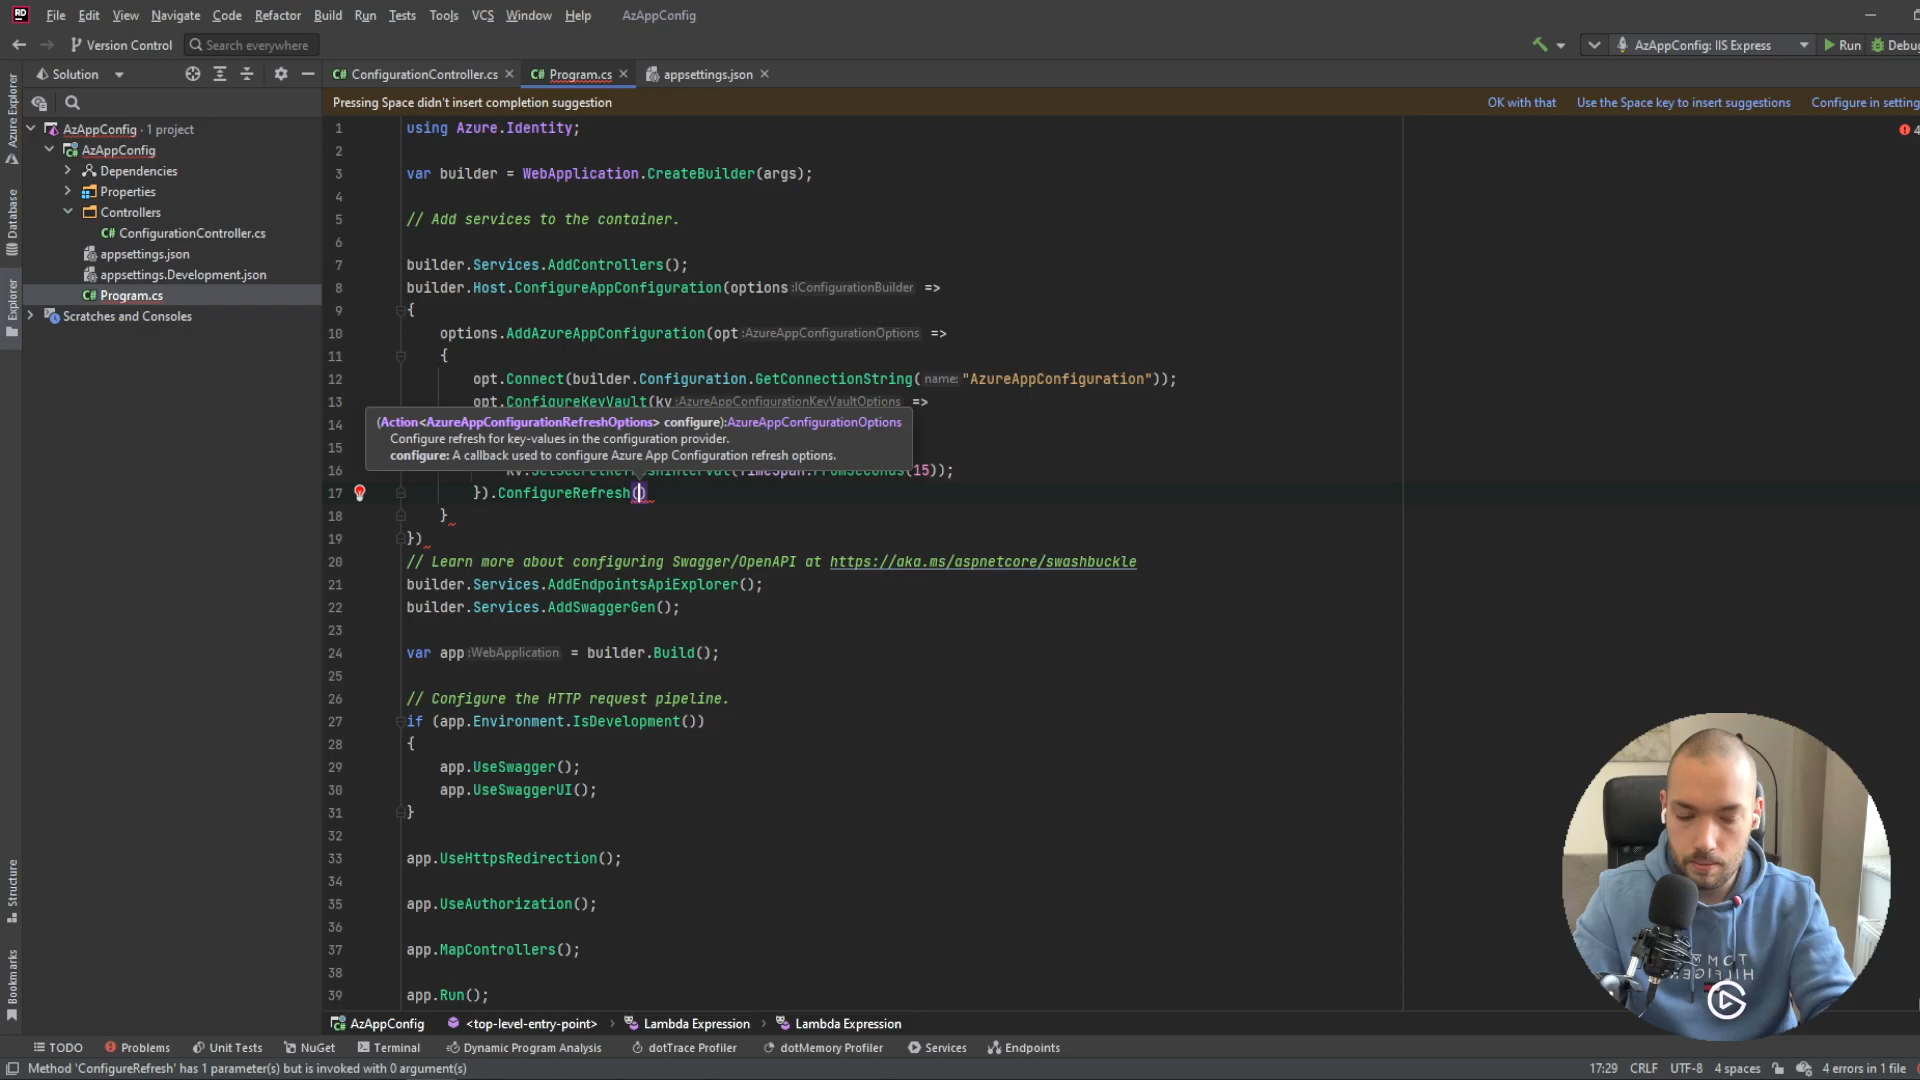 File Edit View Navigate Code Refactor Build Run Tests Tools VCS Window Help AzAppConfig
Version Control Search everywhere AzAppConfig: IIS Express Run Debug
Solution ConfigurationController.cs Program.cs appsettings.json
Pressing Space didn't insert completion suggestion OK with that Use the Space key to insert suggestions Configure in setting
Azure Explorer
Database
Explorer
Structure
Bookmarks
AzAppConfig · 1 project
AzAppConfig
Dependencies
Properties
Controllers
C# ConfigurationController.cs
appsettings.json
appsettings.Development.json
C# Program.cs
Scratches and Consoles
1 using Azure.Identity;
2
3 var builder = WebApplication.CreateBuilder(args);
4
5 // Add services to the container.
6
7 builder.Services.AddControllers();
8 builder.Host.ConfigureAppConfiguration(options :IConfigurationBuilder =>
9 {
10 options.AddAzureAppConfiguration(opt :AzureAppConfigurationOptions =>
11 {
12 opt.Connect(builder.Configuration.GetConnectionString( name: "AzureAppConfiguration"));
13 opt.ConfigureKeyVault(kv :AzureAppConfigurationKeyVaultOptions =>
14
(Action<AzureAppConfigurationRefreshOptions> configure):AzureAppConfigurationOptions
Configure refresh for key-values in the configuration provider.
15
configure: A callback used to configure Azure App Configuration refresh options.
16 kv.SetSecretRefreshInterval(TimeSpan.FromSeconds(15));
17 }).ConfigureRefresh()
18 }
19 })
20 // Learn more about configuring Swagger/OpenAPI at https://aka.ms/aspnetcore/swashbuckle
21 builder.Services.AddEndpointsApiExplorer();
22 builder.Services.AddSwaggerGen();
23
24 var app :WebApplication = builder.Build();
25
26 // Configure the HTTP request pipeline.
27 if (app.Environment.IsDevelopment())
28 {
29 app.UseSwagger();
30 app.UseSwaggerUI();
31 }
32
33 app.UseHttpsRedirection();
34
35 app.UseAuthorization();
36
37 app.MapControllers();
38
39 app.Run();
AzAppConfig <top-level-entry-point> Lambda Expression Lambda Expression
TODO Problems Unit Tests NuGet Terminal Dynamic Program Analysis dotTrace Profiler dotMemory Profiler Services Endpoints
Method 'ConfigureRefresh' has 1 parameter(s) but is invoked with 0 argument(s) 17:29 CRLF UTF-8 4 spaces 4 errors in 1 file